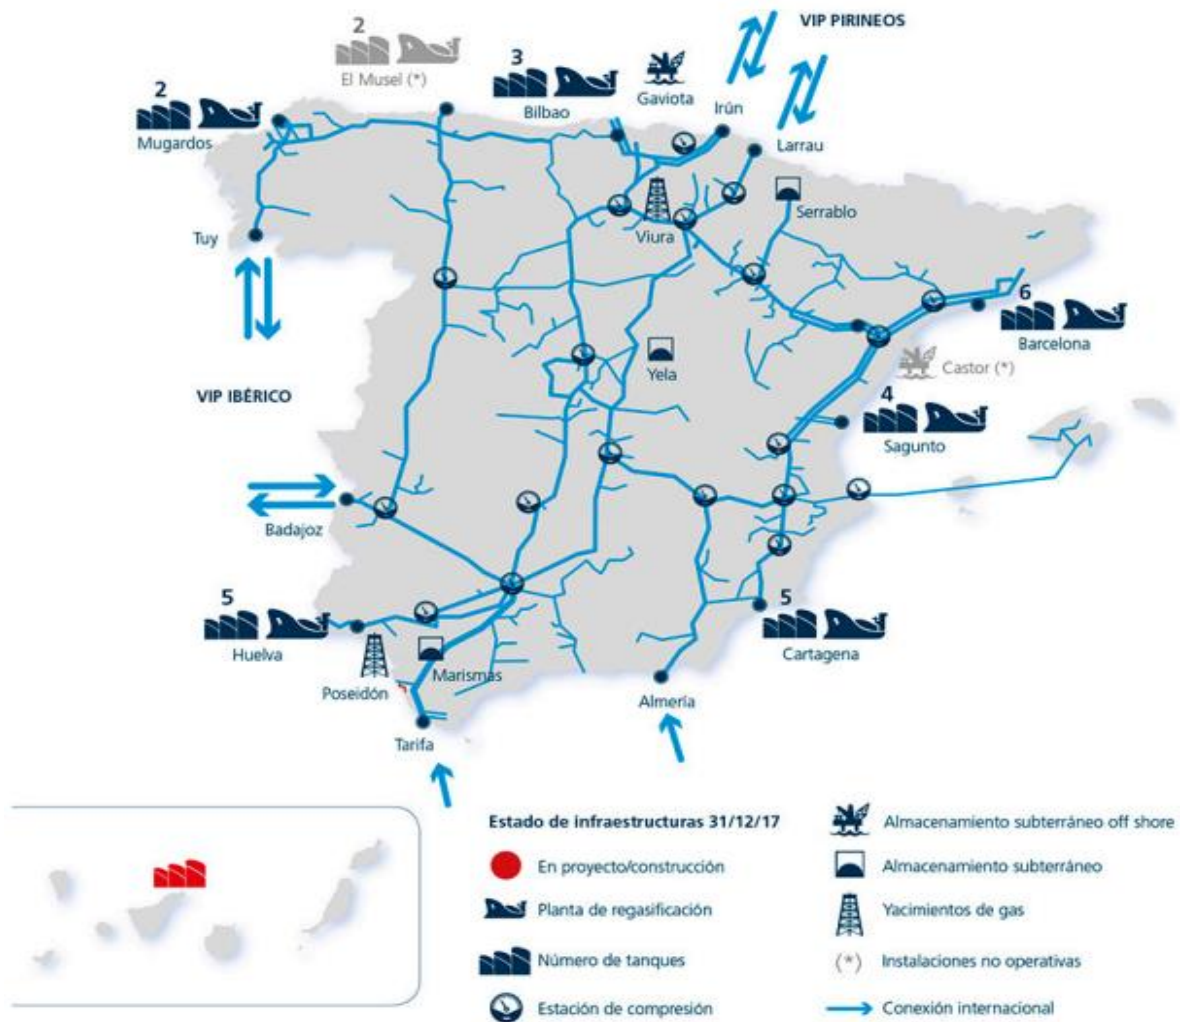 VIP PIRINEOS
2
El Musel (*)
3
Bilbao
Gaviota
Irún
Larrau
2
Mugardos
Serrablo
Viura
Tuy
6
Barcelona
Yela
Castor (*)
VIP IBÉRICO
4
Sagunto
Badajoz
5
Huelva
5
Cartagena
Poseidón
Marismas
Almería
Tarifa
Estado de infraestructuras 31/12/17
En proyecto/construcción
Planta de regasificación
Número de tanques
Estación de compresión
Almacenamiento subterráneo off shore
Almacenamiento subterráneo
Yacimientos de gas
(*) Instalaciones no operativas
Conexión internacional